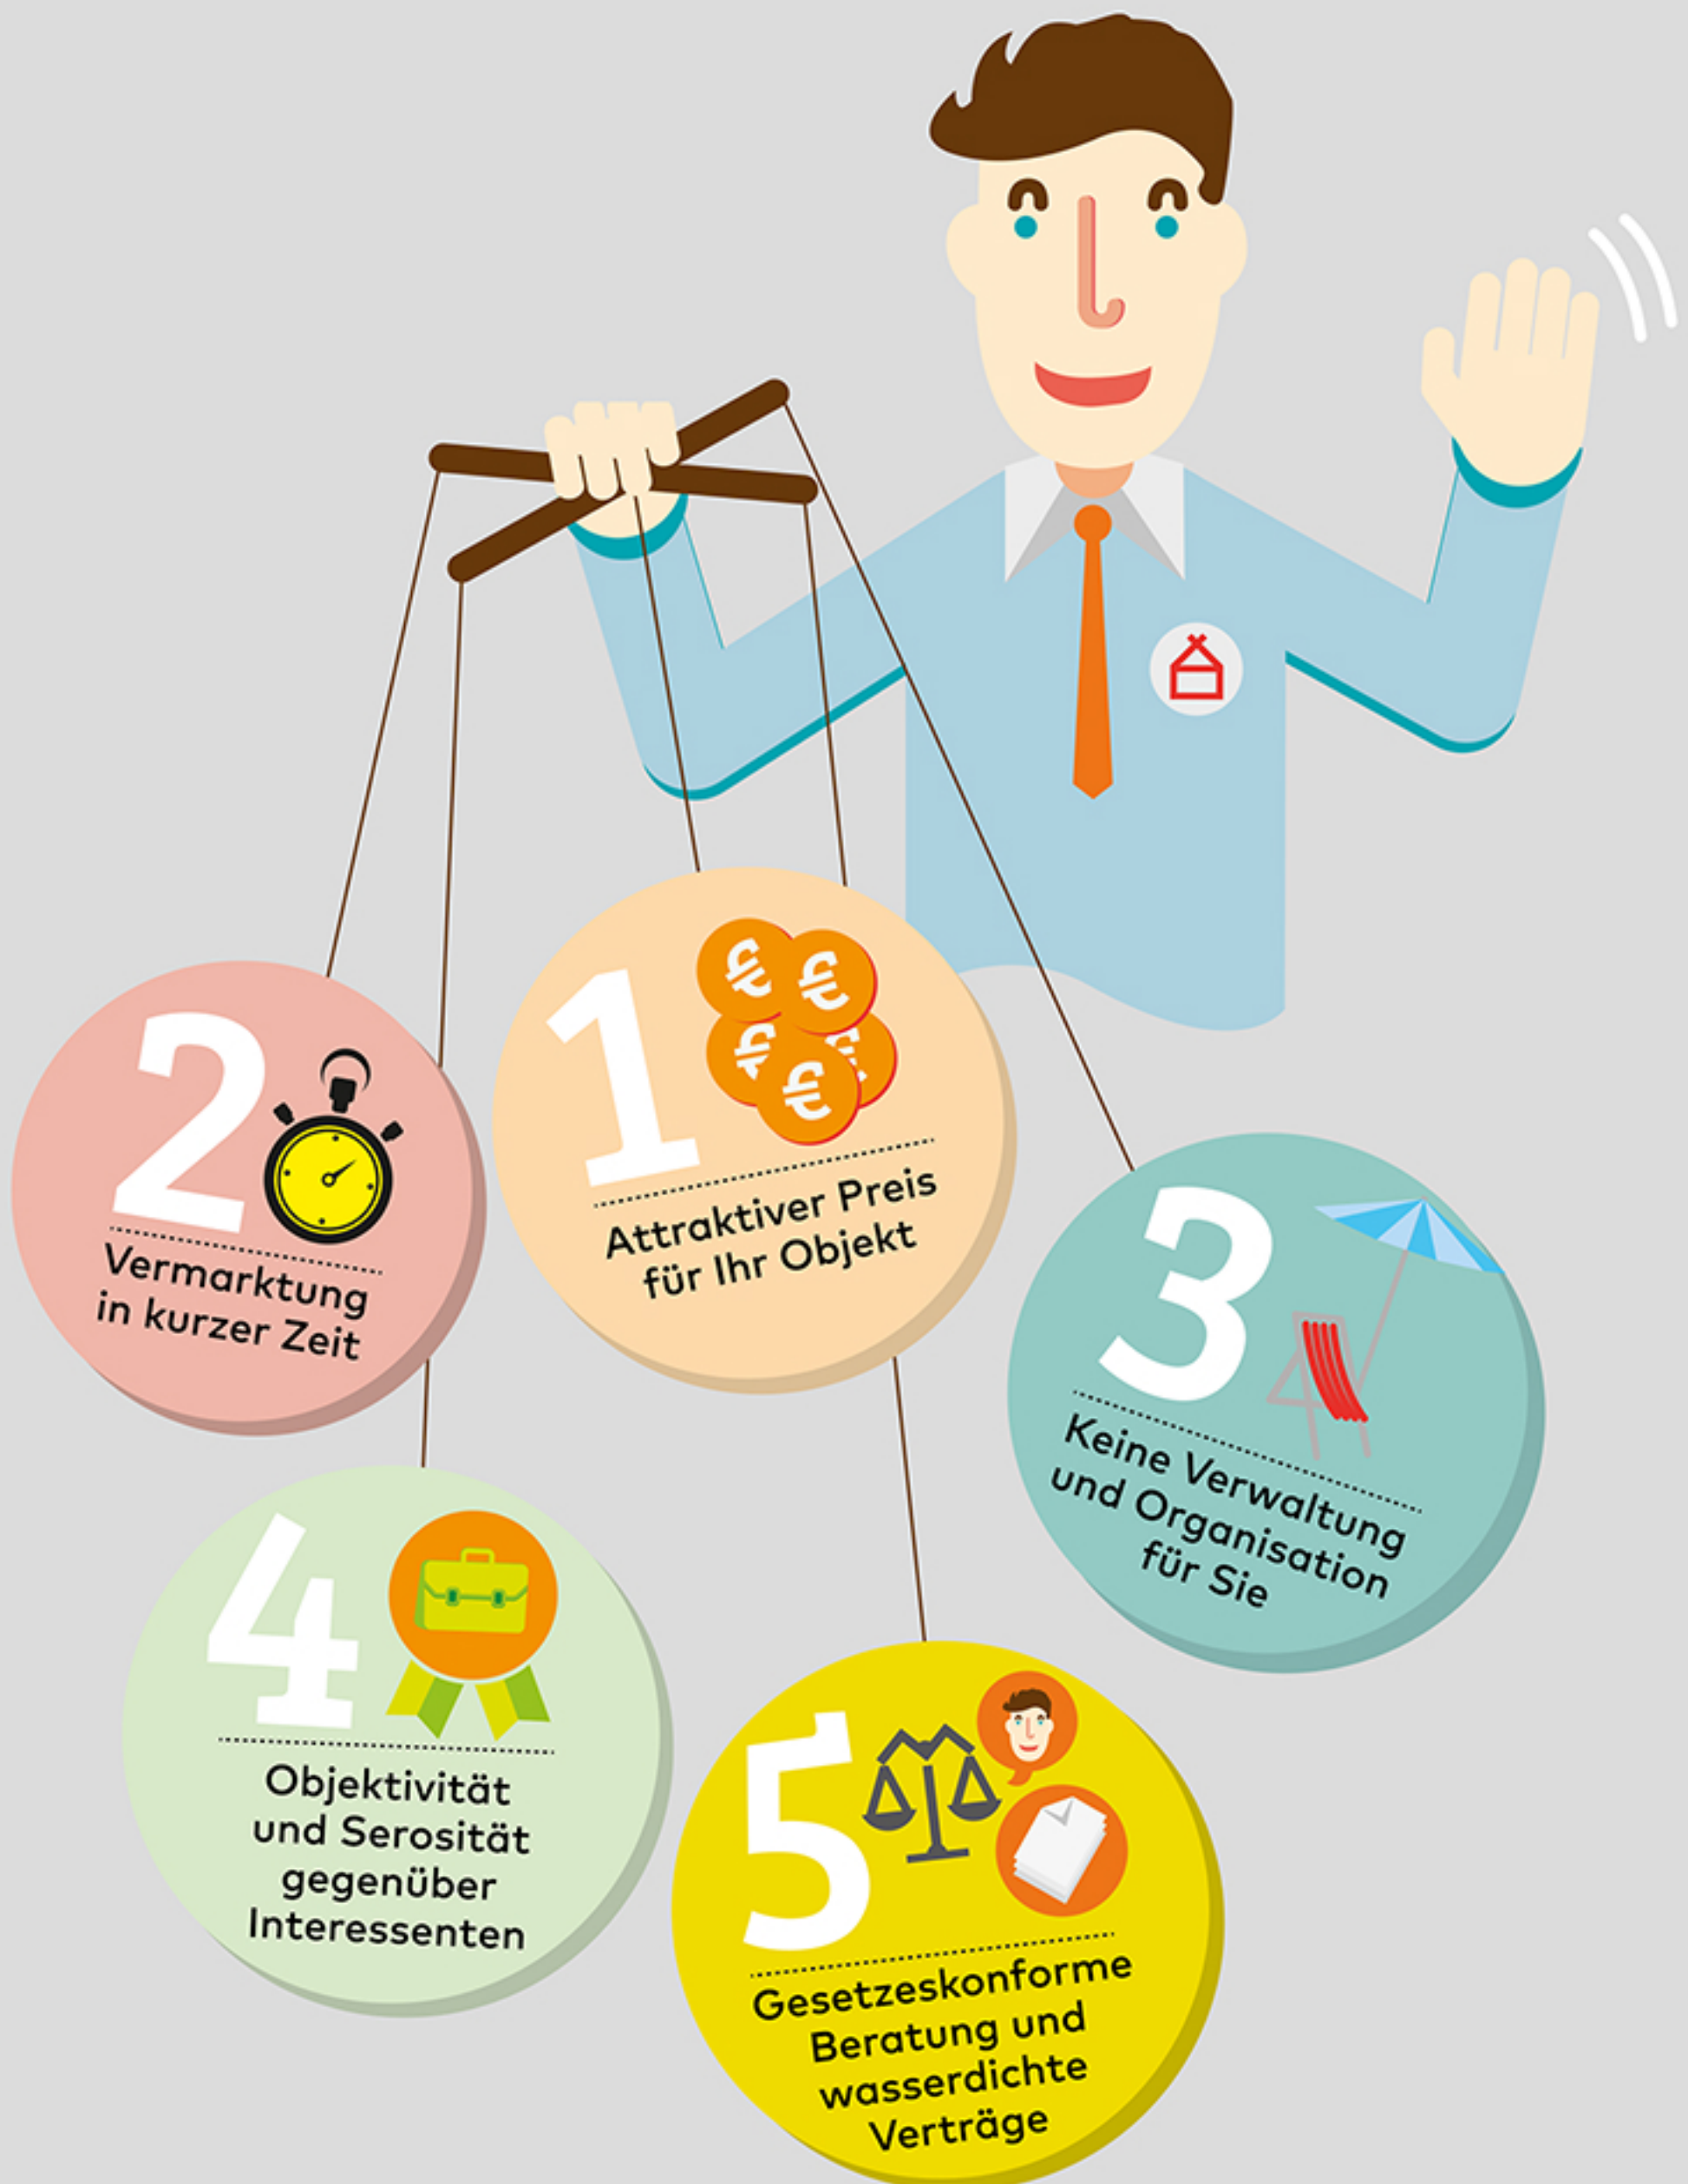 1
Attraktiver Preis
für Ihr Objekt
2
Vermarktung
in kurzer Zeit
3
Keine Verwaltung
und Organisation
für Sie
4
Objektivität
und Serosität
gegenüber
Interessenten
5
Gesetzeskonforme
Beratung und
wasserdichte
Verträge
€
€
€
€
€